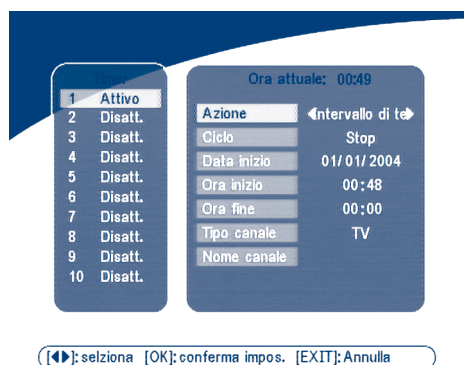 Timer
1 Attivo
2 Disatt.
3 Disatt.
4 Disatt.
5 Disatt.
6 Disatt.
7 Disatt.
8 Disatt.
9 Disatt.
10 Disatt.
Ora attuale: 00:49
Azione ◀Intervallo di te▶
Ciclo Stop
Data inizio 01/01/2004
Ora inizio 00:48
Ora fine 00:00
Tipo canale TV
Nome canale
[◀▶]: selziona [OK]: conferma impos. [EXIT]: Annulla